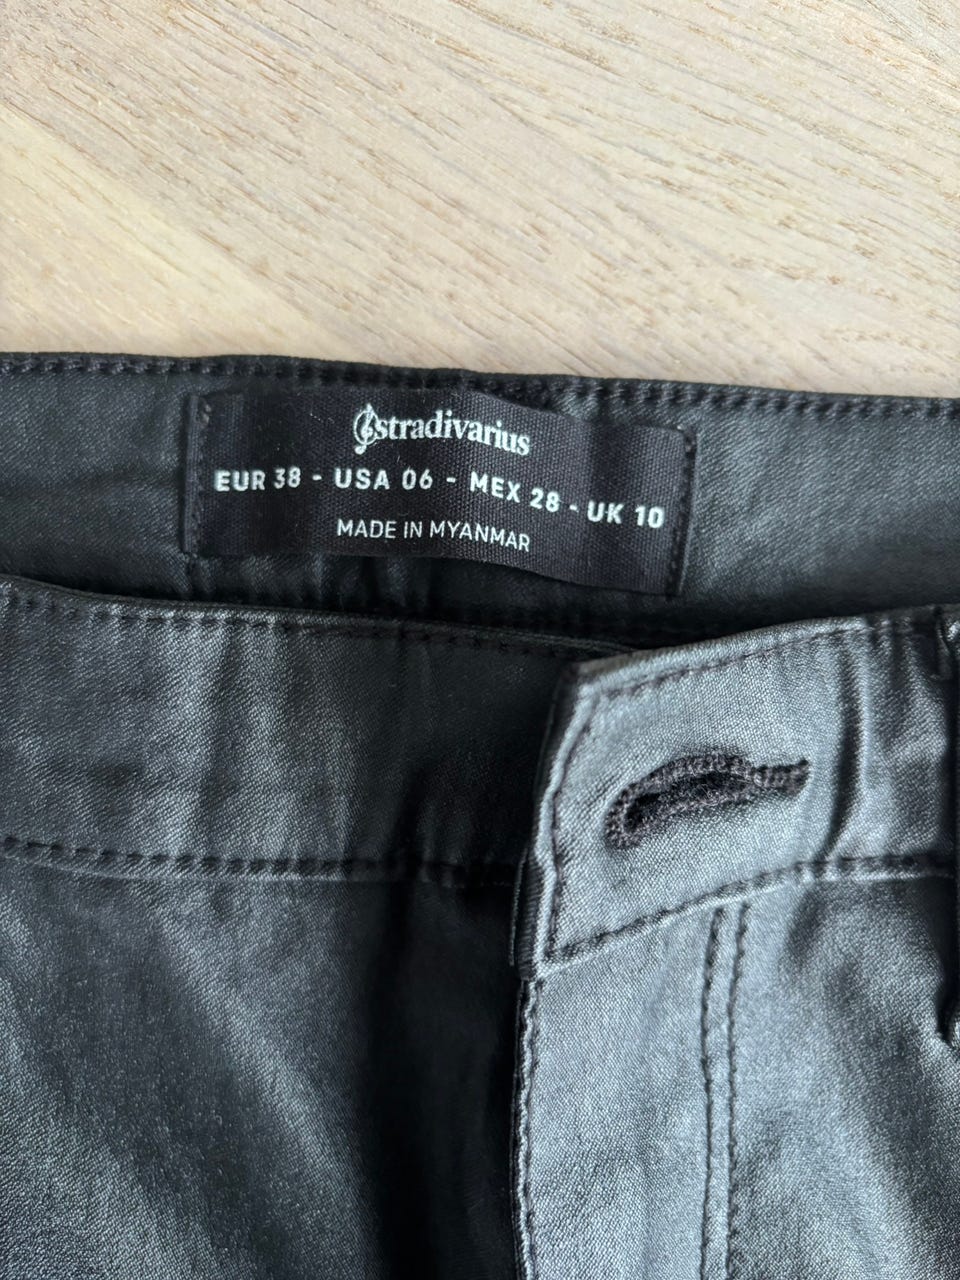 stradivarius
EUR 38 - USA 06 - MEX 28 - UK 10
MADE IN MYANMAR